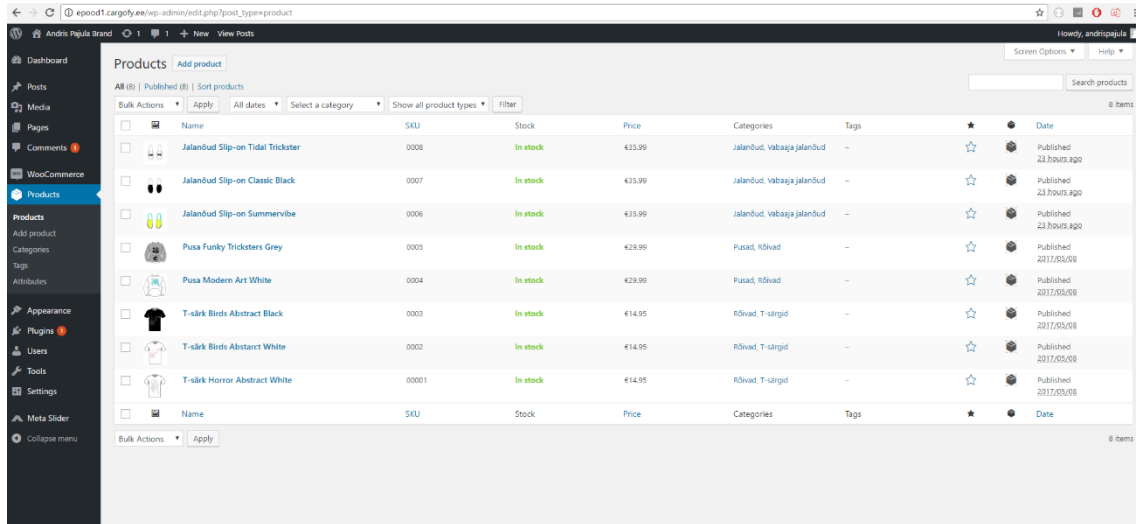 epood1.cargofy.ee/wp-admin/edit.php?post_type=product
Andris Pajula Brand 1 1 + New View Posts Howdy, andrispajula
Dashboard
Posts
Media
Pages
Comments 1
WooCommerce
Products
Products
Add product
Categories
Tags
Attributes
Appearance
Plugins 1
Users
Tools
Settings
Meta Slider
Collapse menu
Screen Options ▼ Help ▼
Products Add product
All (8) | Published (8) | Sort products
Search products
Bulk Actions ▼ Apply All dates ▼ Select a category ▼ Show all product types ▼ Filter 8 items
Name SKU Stock Price Categories Tags Date
Jalanõud Slip-on Tidal Trickster 0008 In stock €35.99 Jalanõud, Vabaaja jalanõud – Published
23 hours ago
Jalanõud Slip-on Classic Black 0007 In stock €35.99 Jalanõud, Vabaaja jalanõud – Published
23 hours ago
Jalanõud Slip-on Summervibe 0006 In stock €35.99 Jalanõud, Vabaaja jalanõud – Published
23 hours ago
Pusa Funky Tricksters Grey 0005 In stock €29.99 Pusad, Rõivad – Published
2017/05/08
Pusa Modern Art White 0004 In stock €29.99 Pusad, Rõivad – Published
2017/05/08
T-särk Birds Abstract Black 0003 In stock €14.95 Rõivad, T-särgid – Published
2017/05/08
T-särk Birds Abstarct White 0002 In stock €14.95 Rõivad, T-särgid – Published
2017/05/08
T-särk Horror Abstract White 00001 In stock €14.95 Rõivad, T-särgid – Published
2017/05/08
Name SKU Stock Price Categories Tags Date
Bulk Actions ▼ Apply 8 items